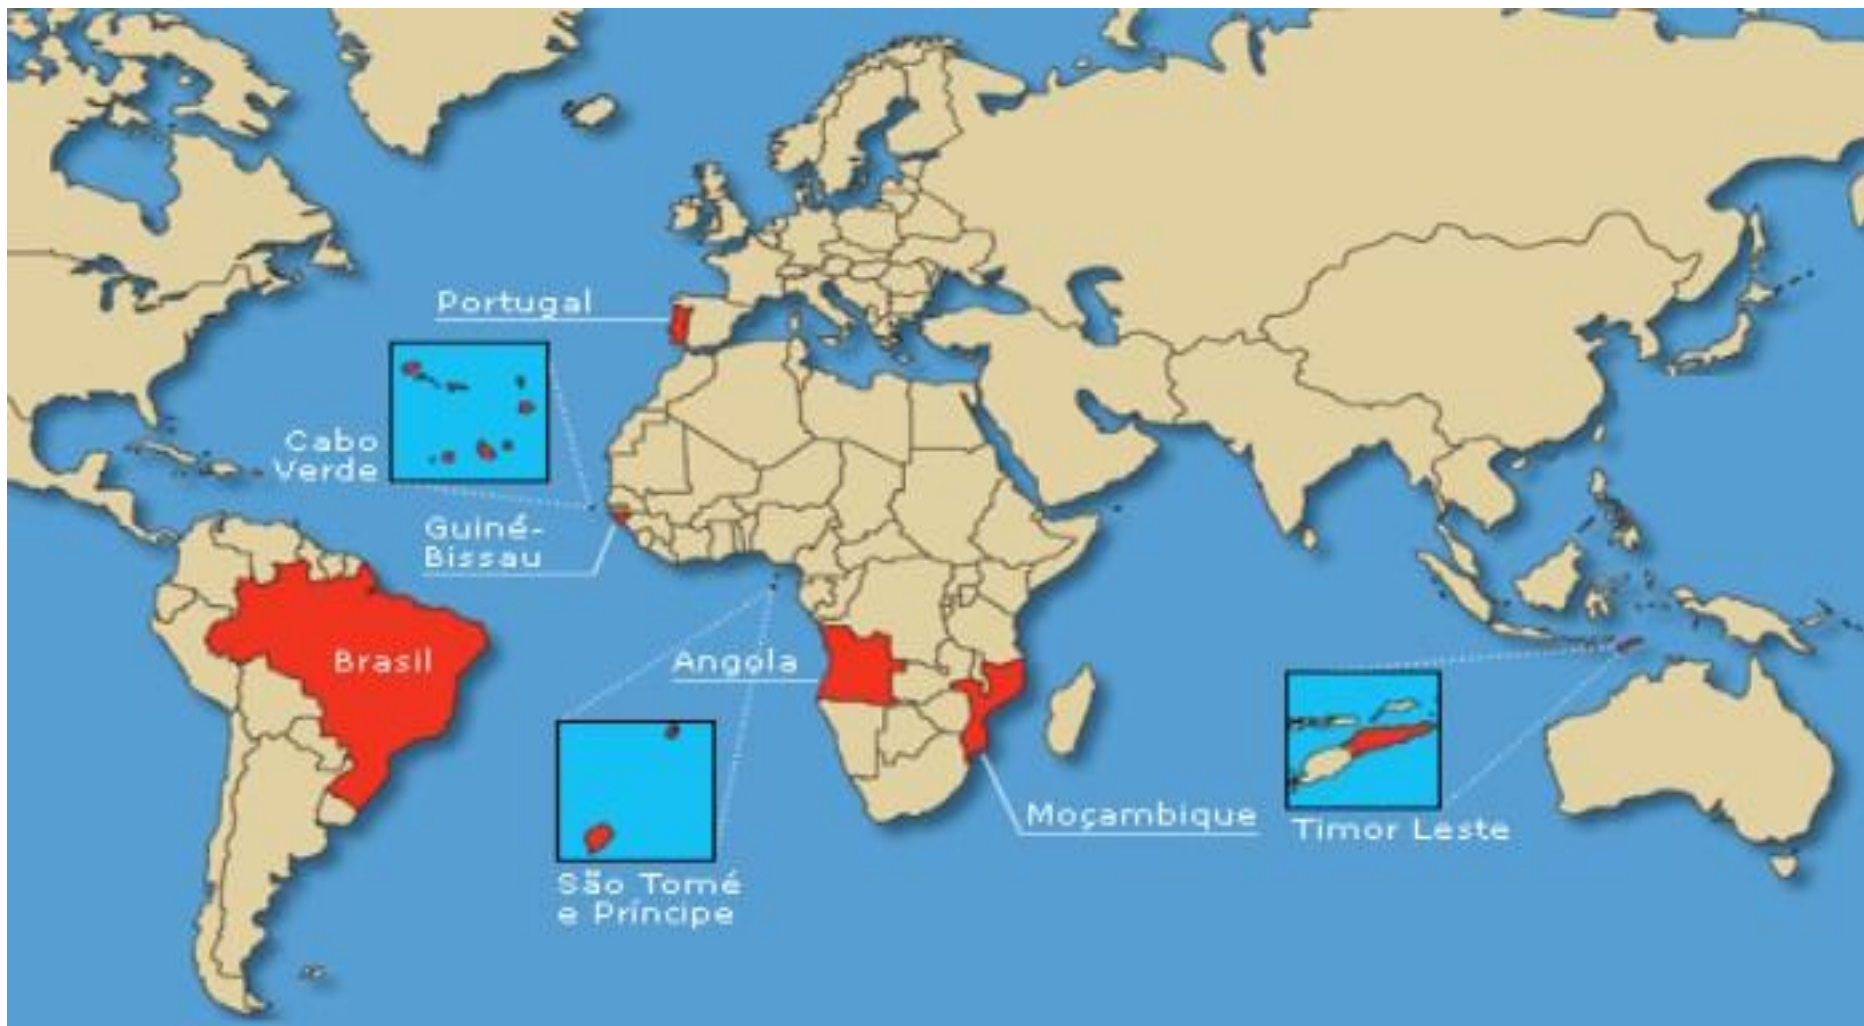 Portugal
Cabo
Verde
Guiné-
Bissau
Brasil
Angola
São Tomé
e Príncipe
Moçambique
Timor Leste